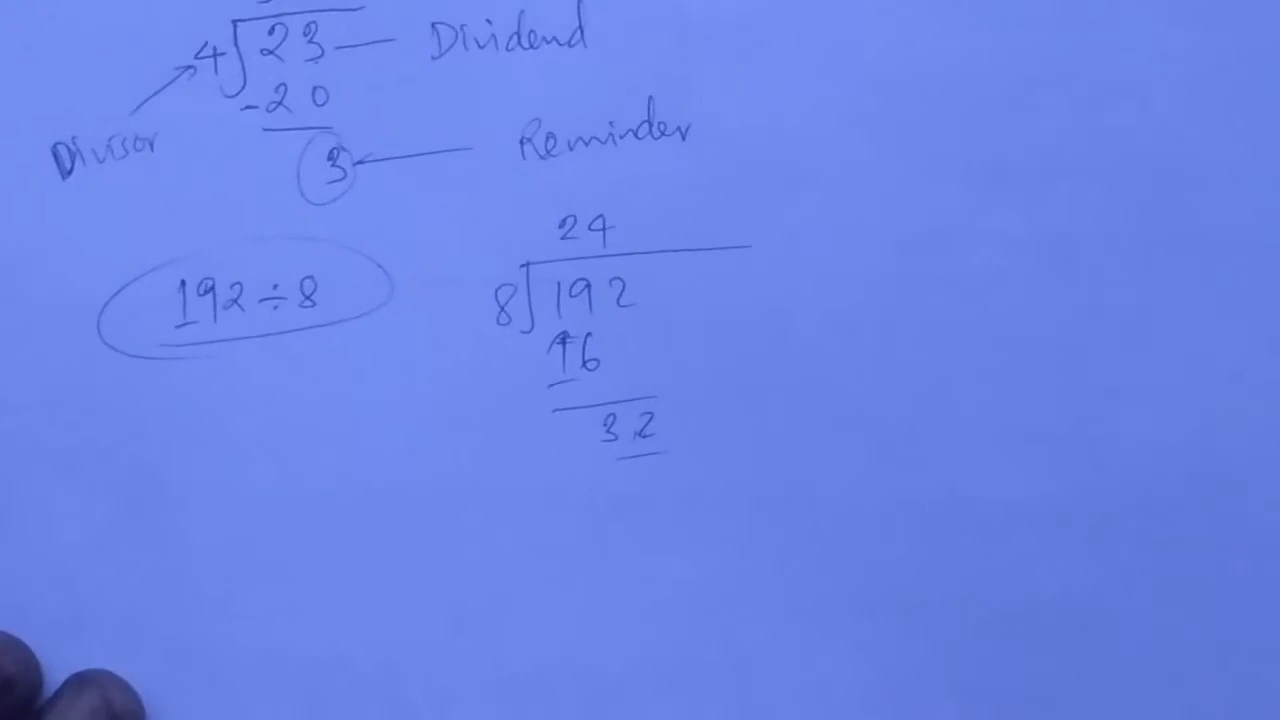 4 23 — Dividend
-20
Divisor
3 Reminder
24
192÷8 8 192
16
32